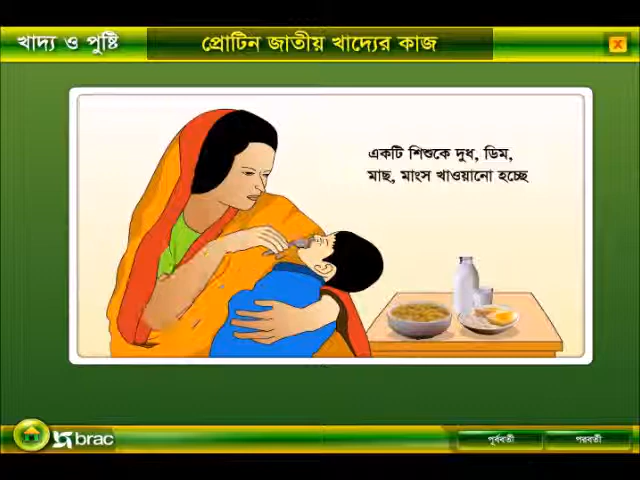 খাদ্য ও পুষ্টি
প্রোটিন জাতীয় খাদ্যের কাজ
x
একটি শিশুকে দুধ, ডিম,
মাছ, মাংস খাওয়ানো হচ্ছে
brac
পূর্ববর্তী
পরবর্তী